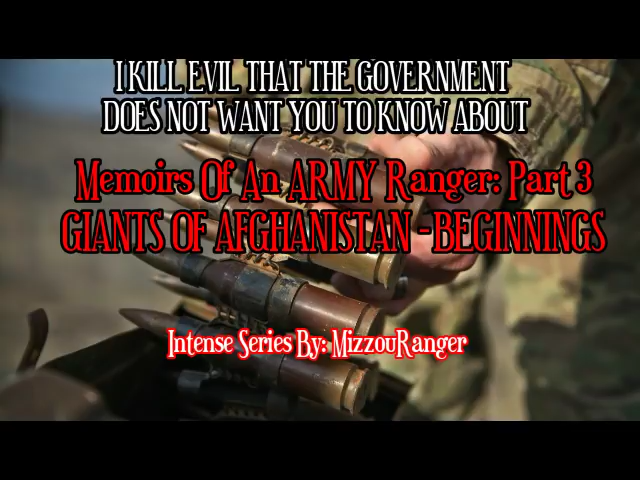 I KILL EVIL THAT THE GOVERNMENT
DOES NOT WANT YOU TO KNOW ABOUT
Memoirs Of An ARMY Ranger: Part 3
GIANTS OF AFGHANISTAN - BEGINNINGS
Intense Series By: MizzouRanger